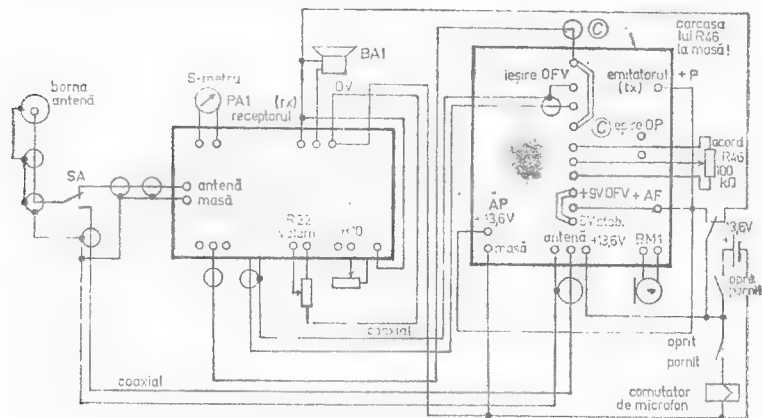 borna
antenă
SA
S-metru
PA1
(rx)
receptorul
BA1
0V
antenă
masă
R22
volum
coaxial
coaxial
C
carcasa
lui R46
la masă!
ieșire OFV
emițătorul
(tx)
+P
C
ieșire OP
acord
R46
100
kΩ
+9V OFV
+AF
9V stab.
AP
+13,6V
masă
antenă
+13,6V
BM1
13,6V
+
oprit
pornit
oprit
pornit
comutator
de microfon